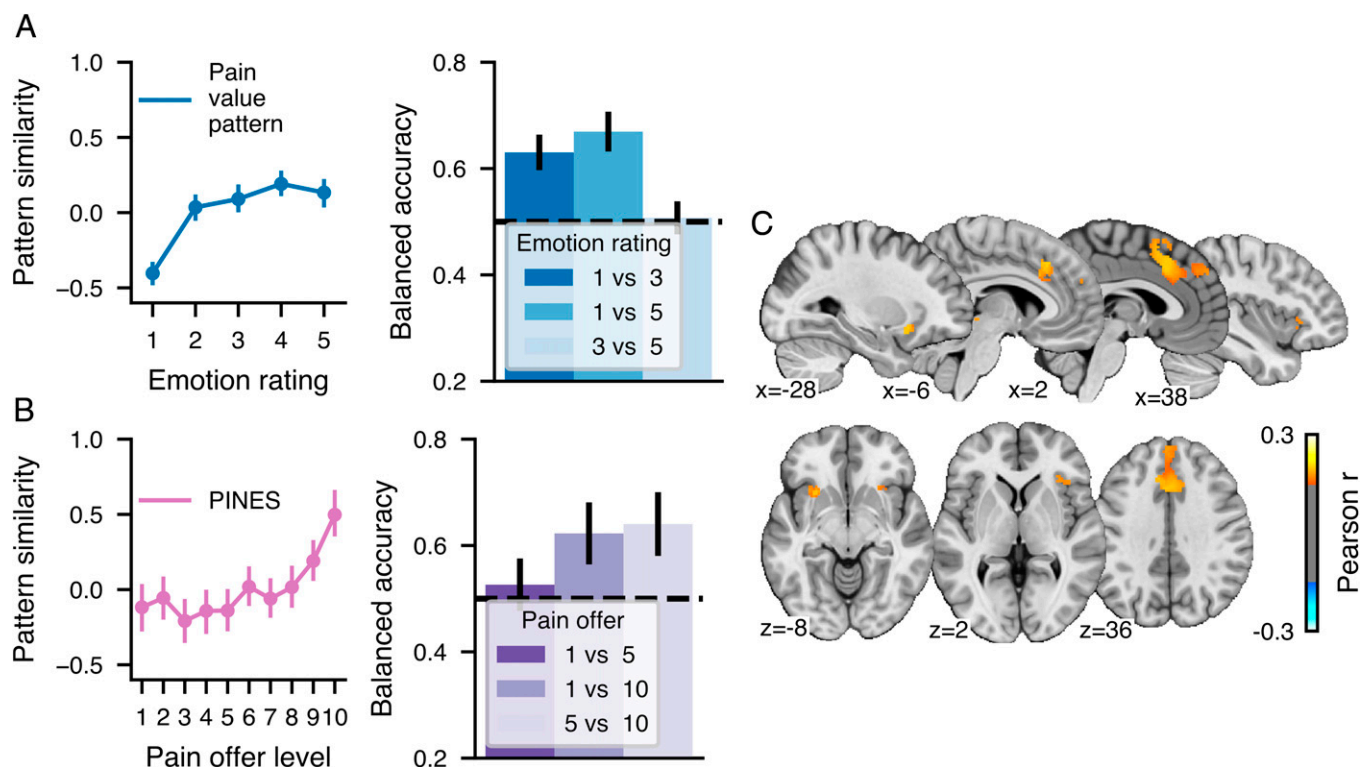 A
Pattern similarity
1.0
0.5
0.0
−0.5
Pain
value
pattern
1 2 3 4 5
Emotion rating
Balanced accuracy
0.8
0.6
0.4
0.2
Emotion rating
1 vs 3
1 vs 5
3 vs 5
B
Pattern similarity
1.0
0.5
0.0
−0.5
PINES
1 2 3 4 5 6 7 8 9 10
Pain offer level
Balanced accuracy
0.8
0.6
0.4
0.2
Pain offer
1 vs 5
1 vs 10
5 vs 10
C
x=-28
x=-6
x=2
x=38
z=-8
z=2
z=36
0.3
-0.3
Pearson r